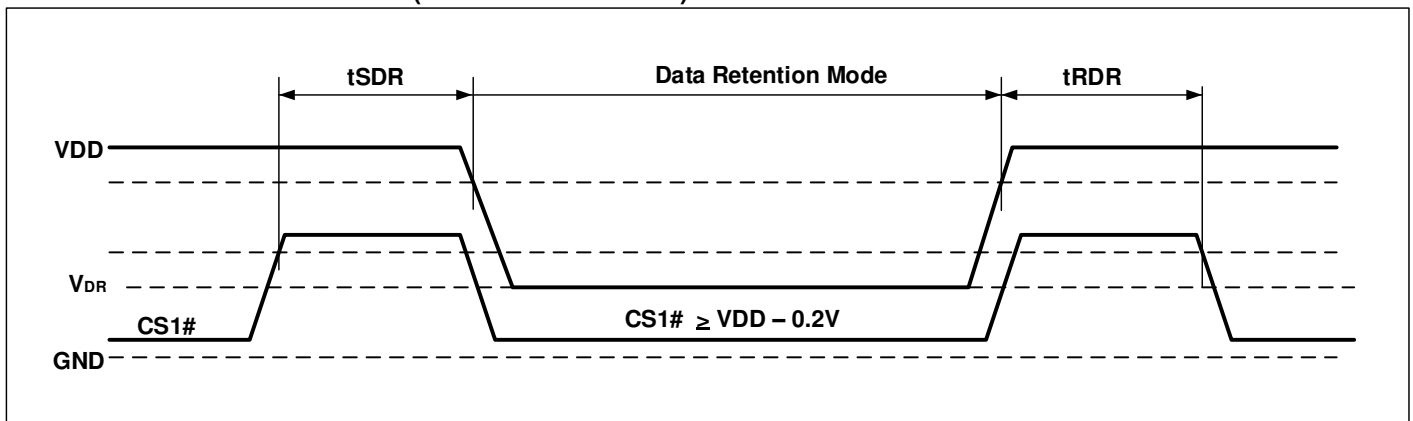 tSDR Data Retention Mode tRDR
VDD
VDR
CS1# CS1# ≥ VDD – 0.2V
GND